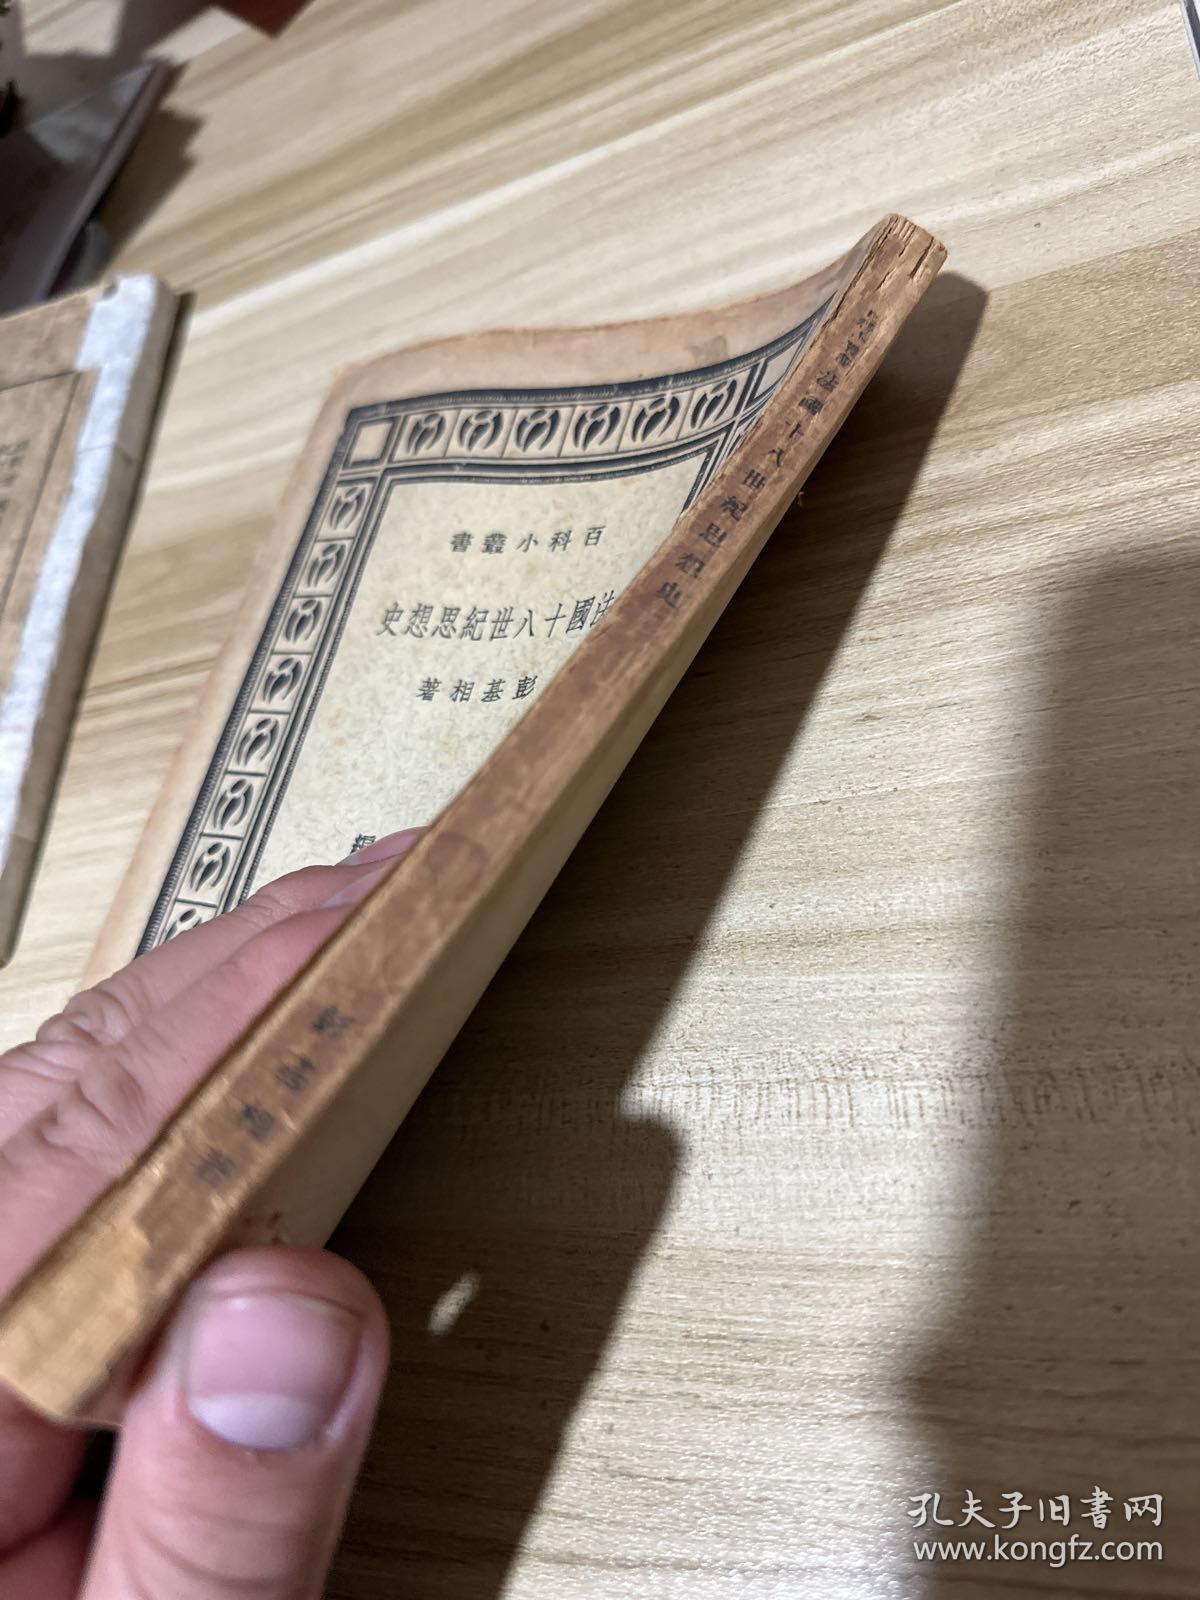 書叢小科百
史想思紀世八十國法
著相基彭
法國十八世紀思想史
彭基相著
孔夫子旧书网
www.kongfz.com